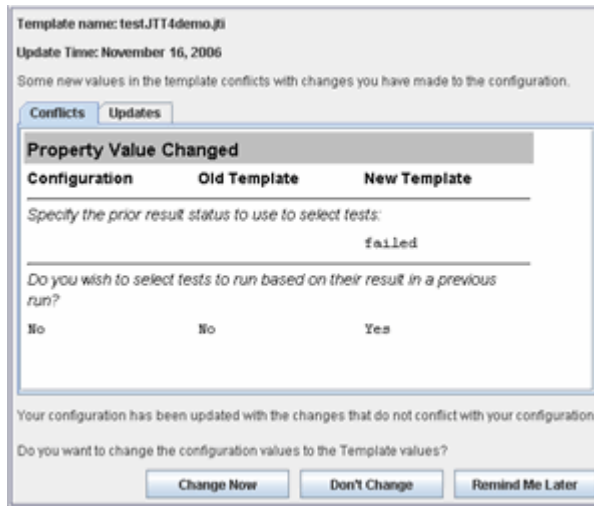 Template name: testJTT4demo.jti
Update Time: November 16, 2006
Some new values in the template conflicts with changes you have made to the configuration.
Conflicts Updates
Property Value Changed
Configuration Old Template New Template
Specify the prior result status to use to select tests:
failed
Do you wish to select tests to run based on their result in a previous
run?
No No Yes
Your configuration has been updated with the changes that do not conflict with your configuration
Do you want to change the configuration values to the Template values?
Change Now Don't Change Remind Me Later